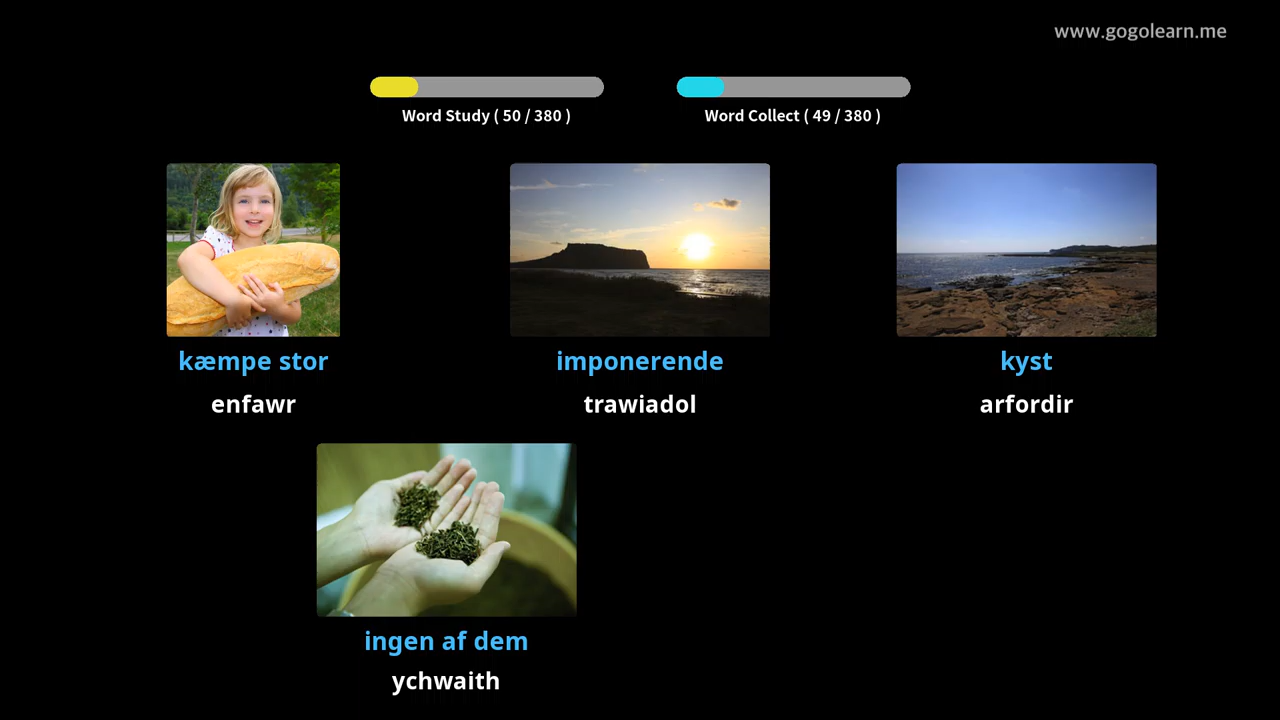 www.gogolearn.me
Word Study ( 50 / 380 )
Word Collect ( 49 / 380 )
kæmpe stor
enfawr
imponerende
trawiadol
kyst
arfordir
ingen af dem
ychwaith